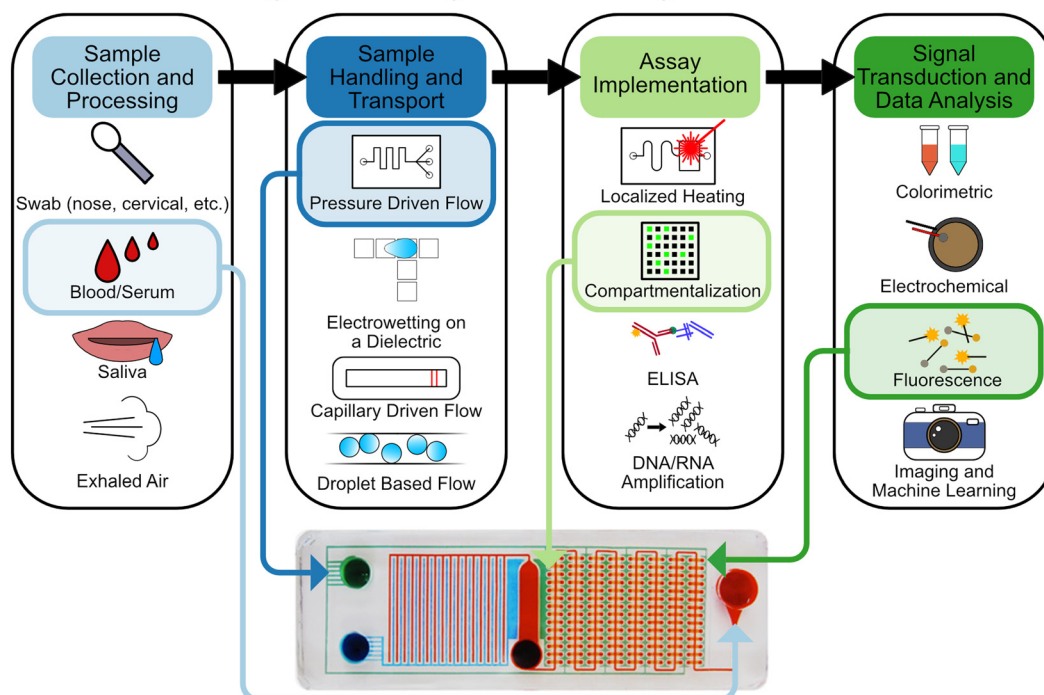 Sample
Collection and
Processing
Swab (nose, cervical, etc.)
Blood/Serum
Saliva
Exhaled Air
Sample
Handling and
Transport
Pressure Driven Flow
Electrowetting on
a Dielectric
Capillary Driven Flow
Droplet Based Flow
Assay
Implementation
Localized Heating
Compartmentalization
ELISA
DNA/RNA
Amplification
Signal
Transduction and
Data Analysis
Colorimetric
Electrochemical
Fluorescence
Imaging and
Machine Learning